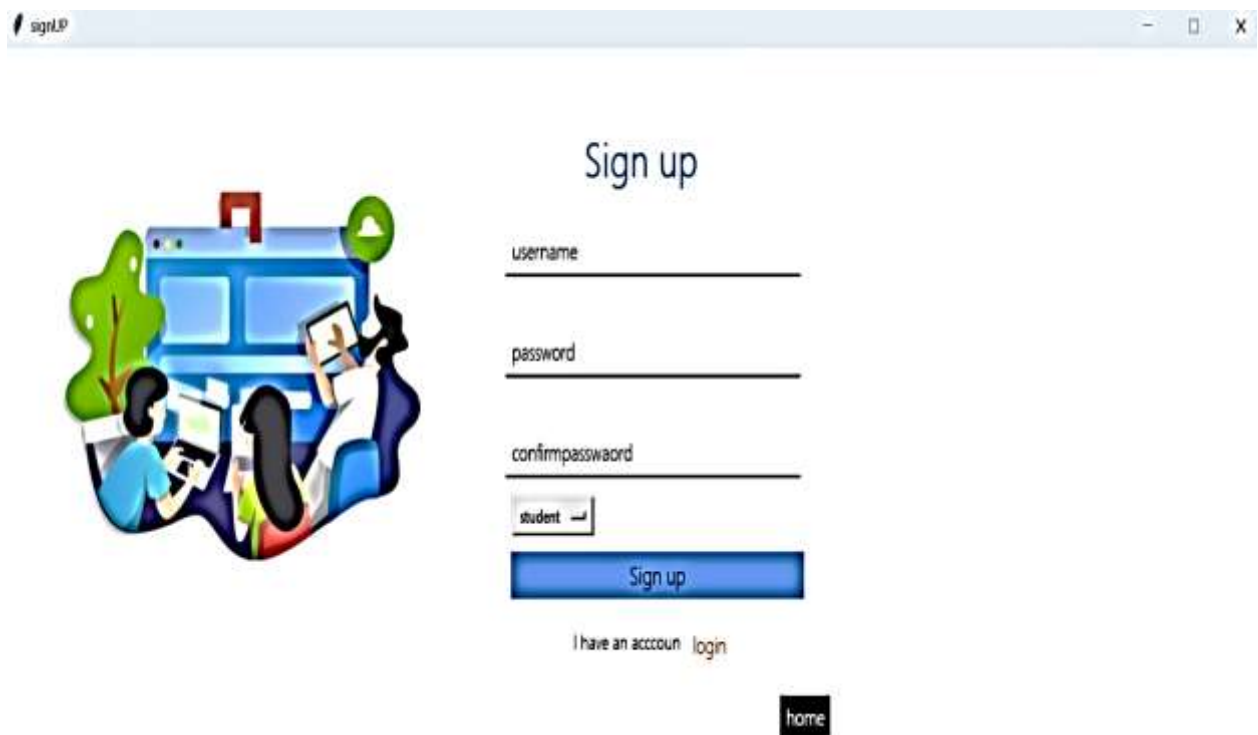 signUP
Sign up
username
password
confirmpasswaord
student
Sign up
I have an acccoun login
home